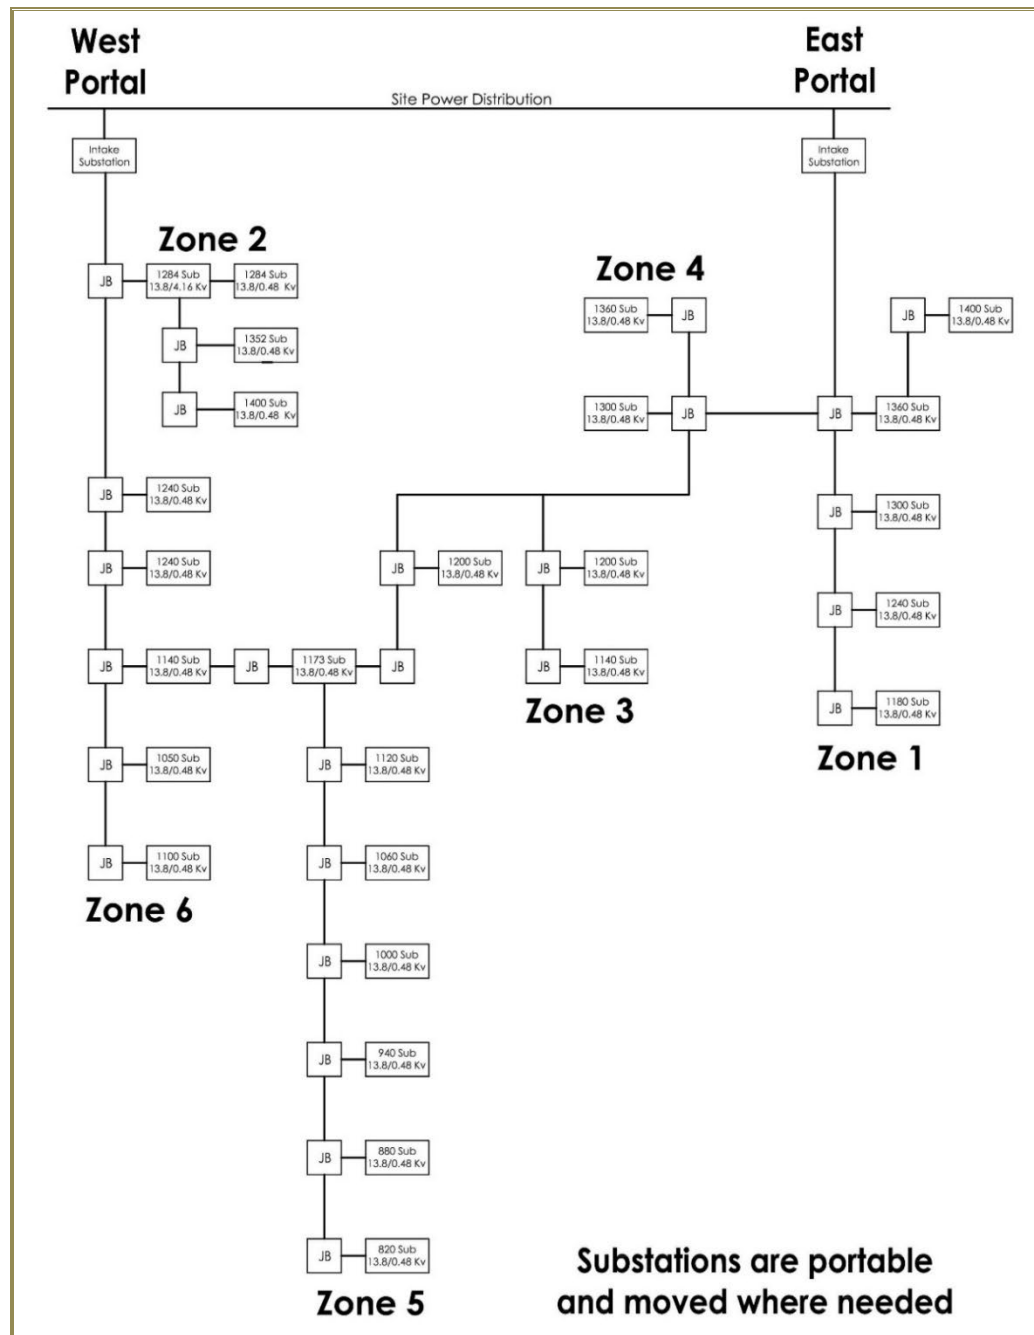 West
Portal
East
Portal
Site Power Distribution
Intake
Substation
Intake
Substation
Zone 2
JB
1284 Sub
13.8/4.16 Kv
1284 Sub
13.8/0.48 Kv
JB
1352 Sub
13.8/0.48 Kv
JB
1400 Sub
13.8/0.48 Kv
Zone 4
1360 Sub
13.8/0.48 Kv
JB
JB
1400 Sub
13.8/0.48 Kv
1300 Sub
13.8/0.48 Kv
JB
JB
1360 Sub
13.8/0.48 Kv
JB
1240 Sub
13.8/0.48 Kv
JB
1300 Sub
13.8/0.48 Kv
JB
1240 Sub
13.8/0.48 Kv
JB
1200 Sub
13.8/0.48 Kv
JB
1200 Sub
13.8/0.48 Kv
JB
1240 Sub
13.8/0.48 Kv
JB
1140 Sub
13.8/0.48 Kv
JB
1173 Sub
13.8/0.48 Kv
JB
JB
1140 Sub
13.8/0.48 Kv
Zone 3
JB
1180 Sub
13.8/0.48 Kv
Zone 1
JB
1050 Sub
13.8/0.48 Kv
JB
1120 Sub
13.8/0.48 Kv
JB
1100 Sub
13.8/0.48 Kv
Zone 6
JB
1060 Sub
13.8/0.48 Kv
JB
1000 Sub
13.8/0.48 Kv
JB
940 Sub
13.8/0.48 Kv
JB
880 Sub
13.8/0.48 Kv
JB
820 Sub
13.8/0.48 Kv
Zone 5
Substations are portable
and moved where needed